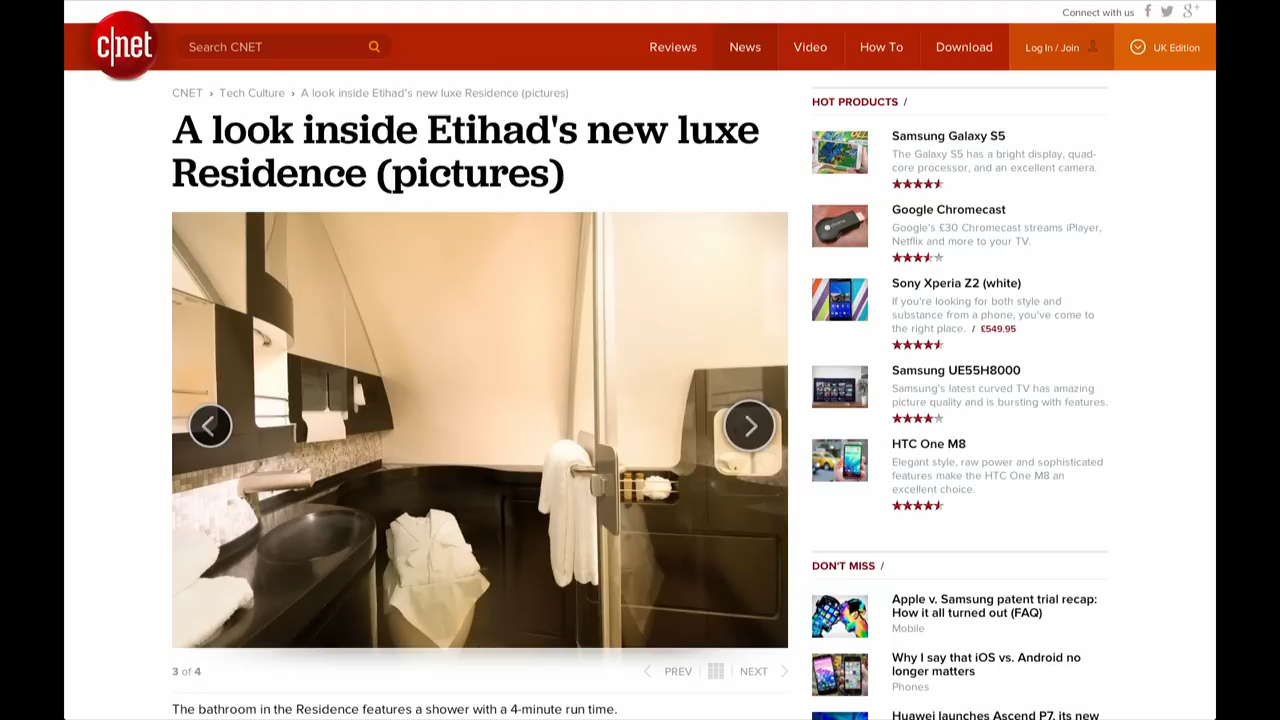 Connect with us
c|net
Search CNET
Reviews
News
Video
How To
Download
Log In / Join
UK Edition
CNET › Tech Culture › A look inside Etihad's new luxe Residence (pictures)
A look inside Etihad's new luxe
Residence (pictures)
3 of 4
PREV
NEXT
The bathroom in the Residence features a shower with a 4-minute run time.
HOT PRODUCTS /
Samsung Galaxy S5
The Galaxy S5 has a bright display, quad-
core processor, and an excellent camera.
Google Chromecast
Google's £30 Chromecast streams iPlayer,
Netflix and more to your TV.
Sony Xperia Z2 (white)
If you're looking for both style and
substance from a phone, you've come to
the right place. / £549.95
Samsung UE55H8000
Samsung's latest curved TV has amazing
picture quality and is bursting with features.
HTC One M8
Elegant style, raw power and sophisticated
features make the HTC One M8 an
excellent choice.
DON'T MISS /
Apple v. Samsung patent trial recap:
How it all turned out (FAQ)
Mobile
Why I say that iOS vs. Android no
longer matters
Phones
Huawei launches Ascend P7, its new